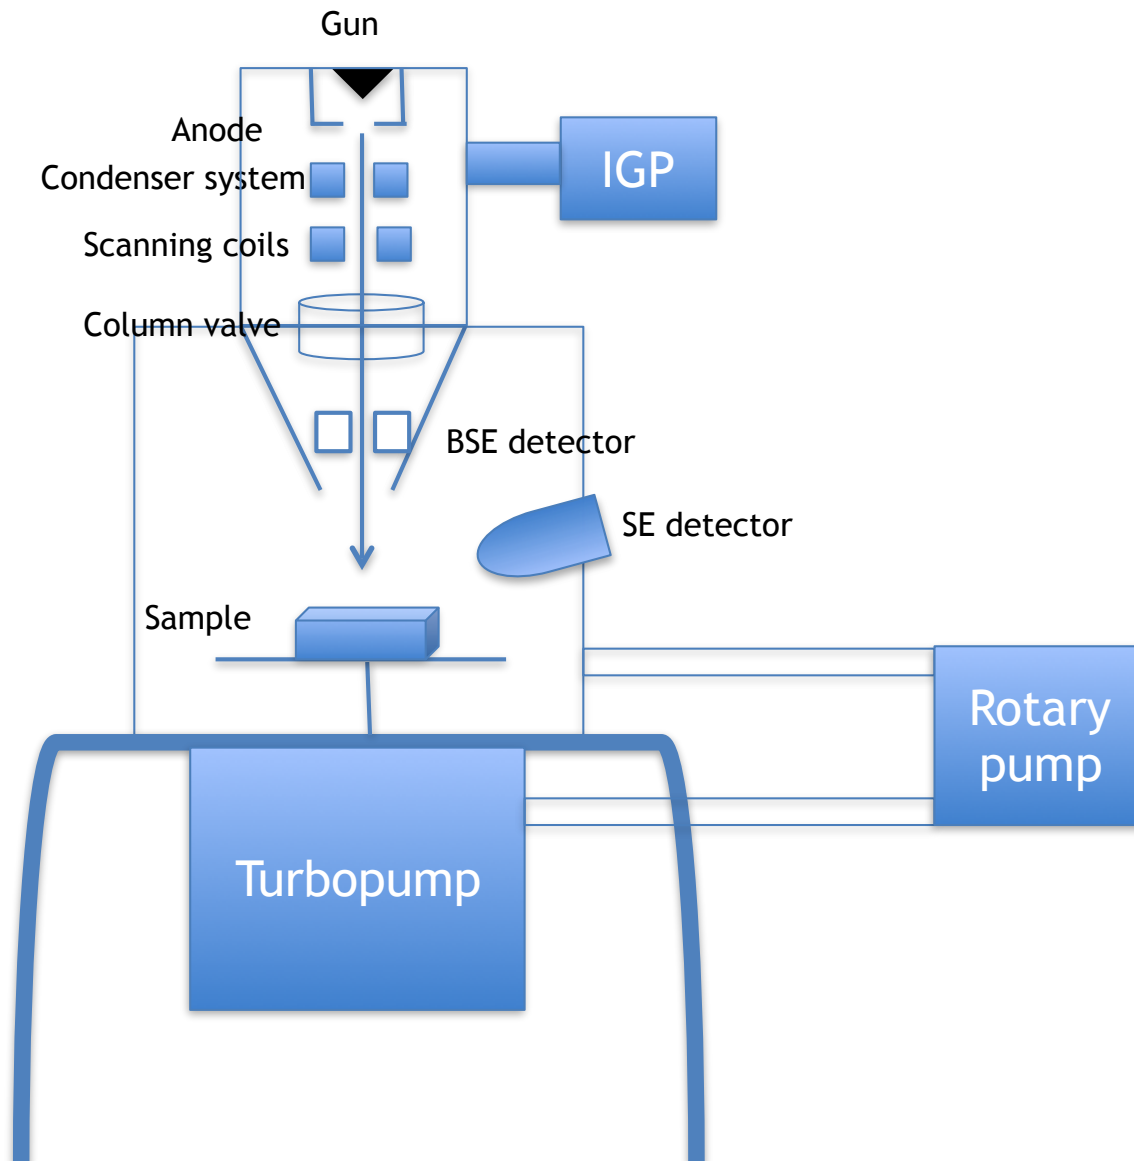 Gun
Anode
IGP
Condenser system
Scanning coils
Column valve
BSE detector
SE detector
Sample
Rotary
pump
Turbopump